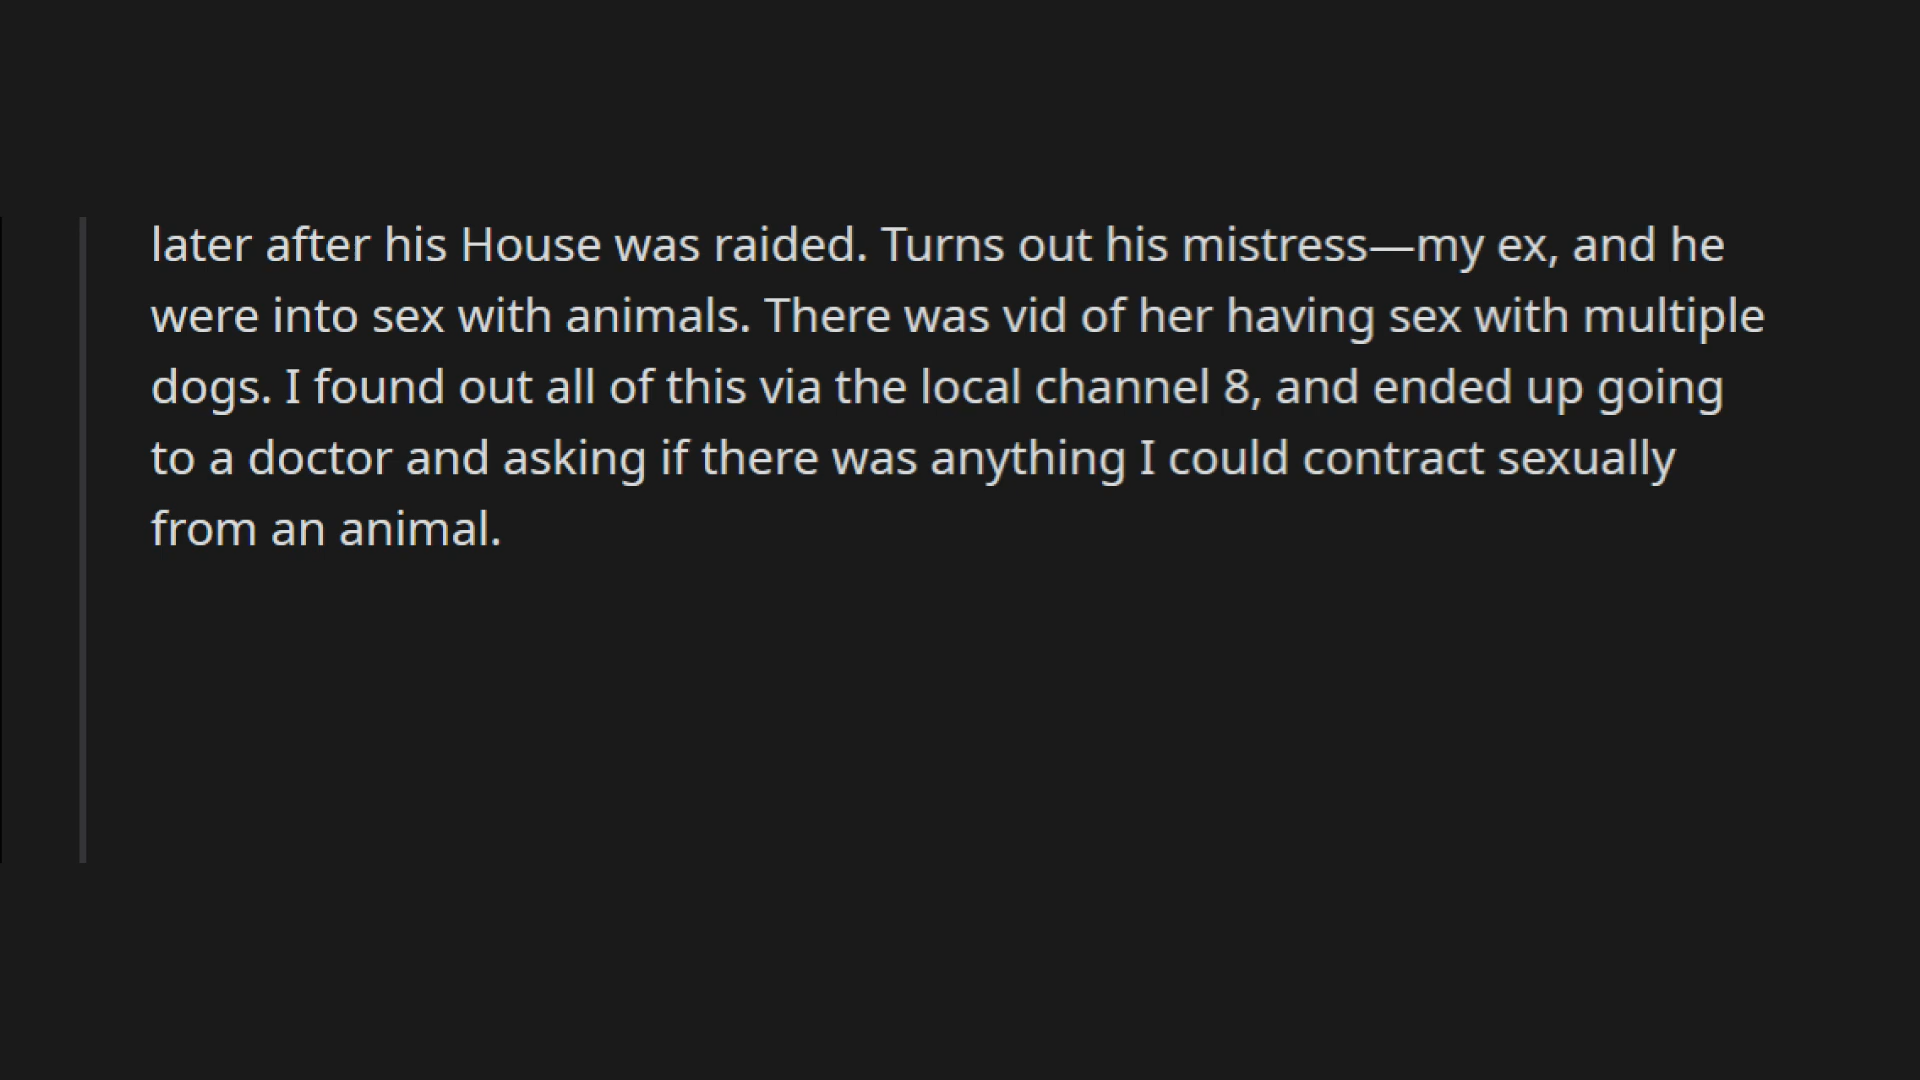 later after his House was raided. Turns out his mistress—my ex, and he
were into sex with animals. There was vid of her having sex with multiple
dogs. I found out all of this via the local channel 8, and ended up going
to a doctor and asking if there was anything I could contract sexually
from an animal.